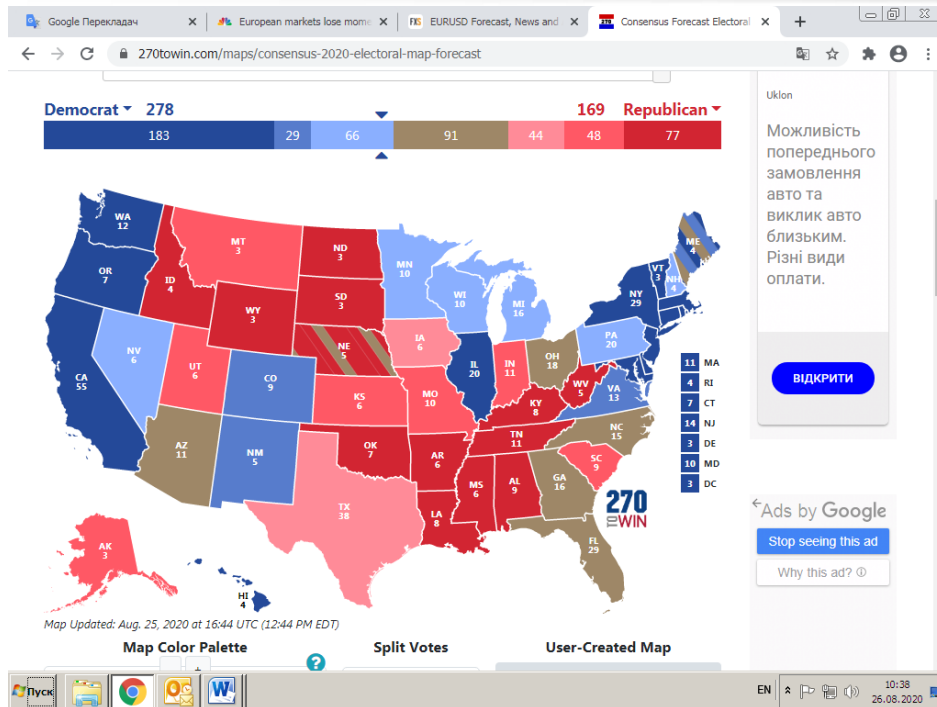 Google Перекладач
European markets lose mome
EURUSD Forecast, News and
Consensus Forecast Electoral
270towin.com/maps/consensus-2020-electoral-map-forecast
Democrat 278
169 Republican
183 29 66 91 44 48 77
WA
12
OR
7
CA
55
NV
6
ID
4
MT
3
WY
3
UT
6
AZ
11
CO
9
NM
5
ND
3
SD
3
NE
5
KS
6
OK
7
TX
38
MN
10
IA
6
MO
10
AR
6
LA
8
WI
10
IL
20
MI
16
IN
11
OH
18
KY
8
TN
11
MS
6
AL
9
GA
16
FL
29
SC
9
NC
15
VA
13
WV
5
PA
20
NY
29
VT
3
NH
4
ME
4
AK
3
HI
4
11 MA
4 RI
7 CT
14 NJ
3 DE
10 MD
3 DC
270
TO WIN
Map Updated: Aug. 25, 2020 at 16:44 UTC (12:44 PM EDT)
Map Color Palette
Split Votes
User-Created Map
?
Uklon
Можливість
попереднього
замовлення
авто та
виклик авто
близьким.
Різні види
оплати.
ВІДКРИТИ
Ads by Google
Stop seeing this ad
Why this ad?
Пуск
EN
10:38
26.08.2020